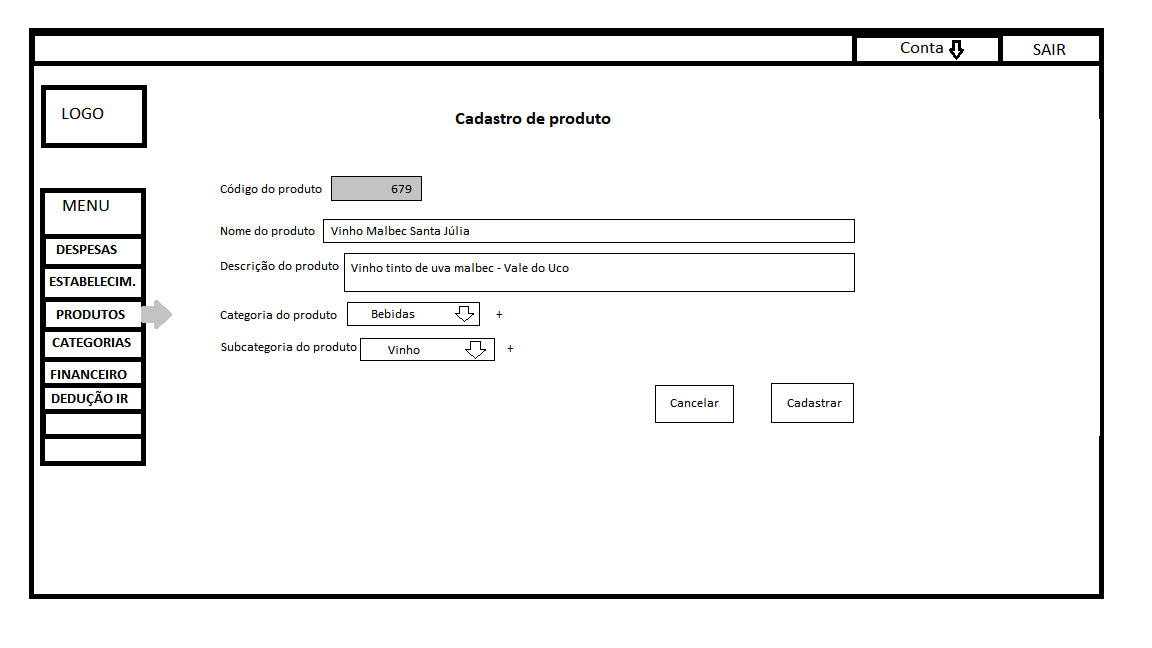 Conta SAIR
LOGO
Cadastro de produto
Código do produto 679
MENU
Nome do produto Vinho Malbec Santa Júlia
DESPESAS
Descrição do produto Vinho tinto de uva malbec - Vale do Uco
ESTABELECIM.
PRODUTOS
Categoria do produto Bebidas +
CATEGORIAS
Subcategoria do produto Vinho +
FINANCEIRO
DEDUÇÃO IR
Cancelar Cadastrar